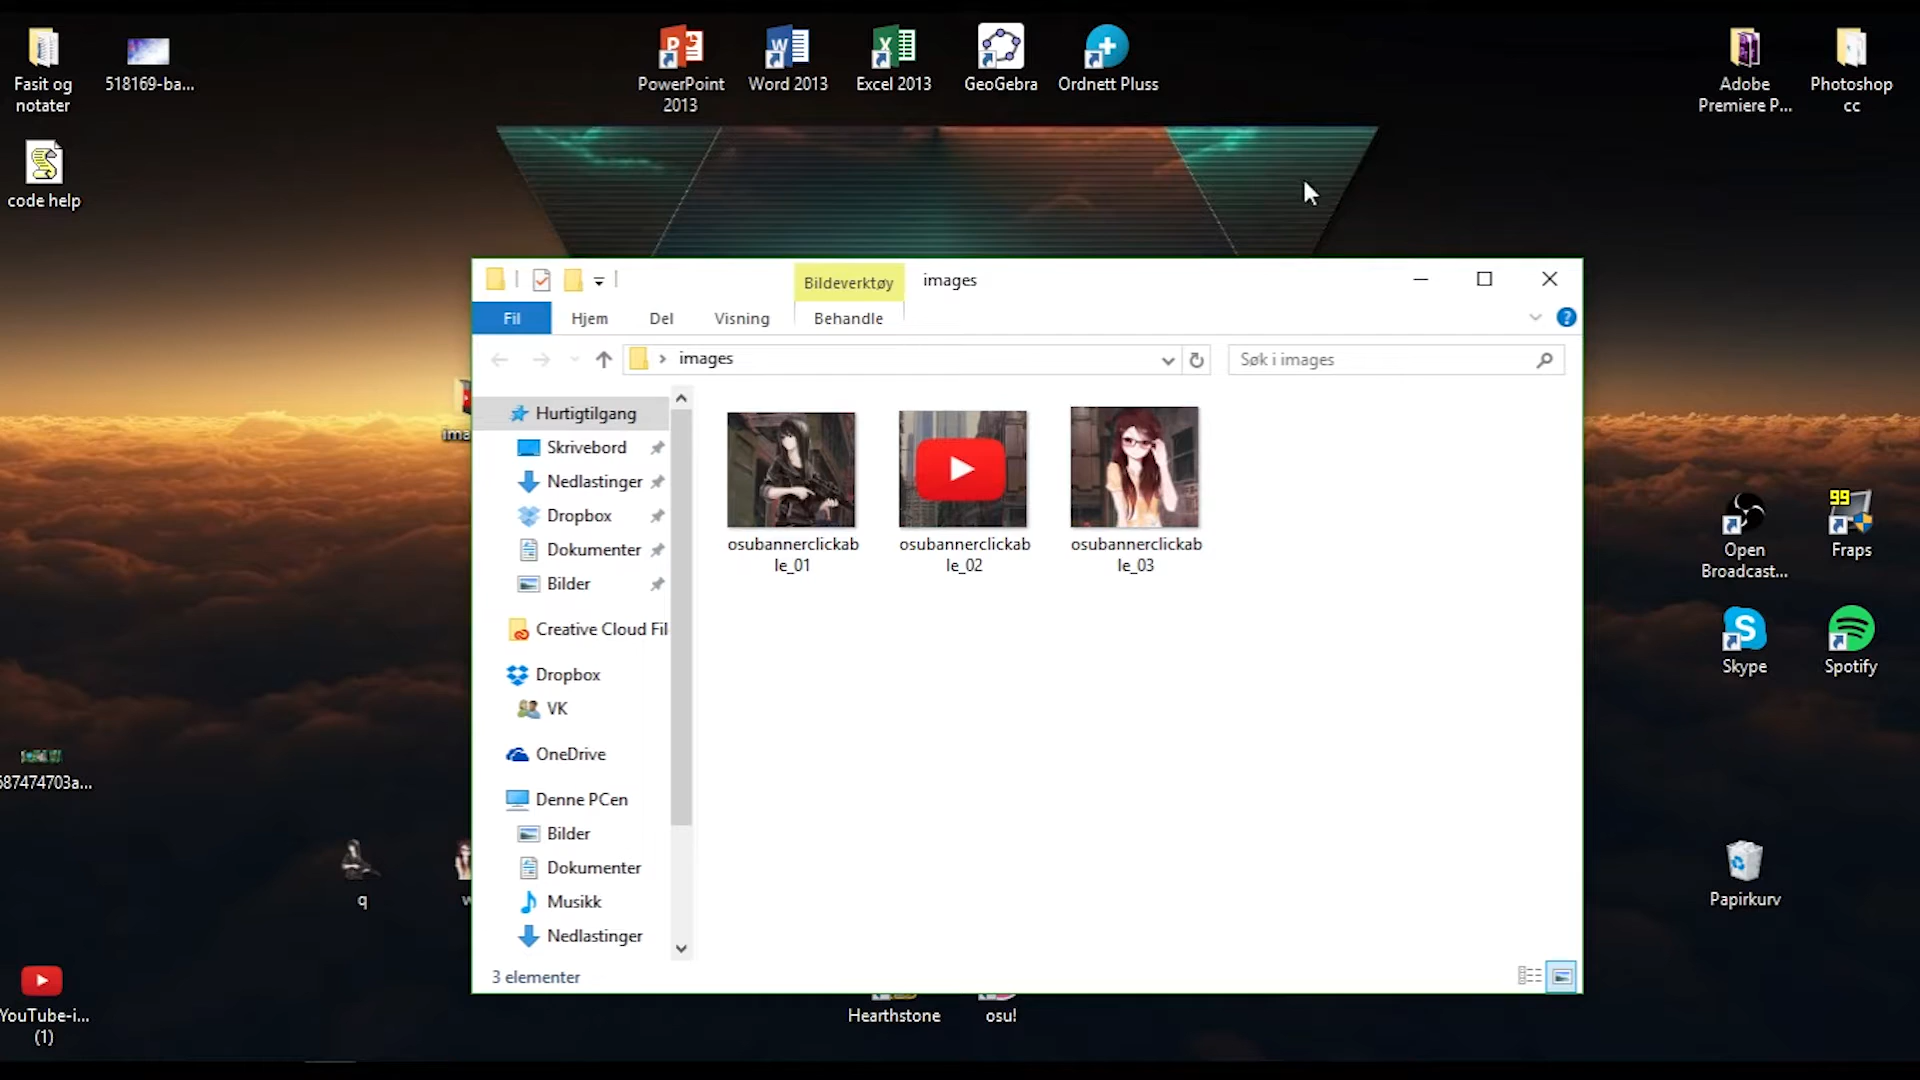 Fasit og
notater
518169-ba...
PowerPoint
2013
Word 2013
Excel 2013
GeoGebra
Ordnett Pluss
Adobe
Premiere P...
Photoshop
cc
code help
Bildeverktøy
images
Fil
Hjem
Del
Visning
Behandle
images
Søk i images
Hurtigtilgang
Skrivebord
Nedlastinger
Dropbox
Dokumenter
Bilder
Creative Cloud Fil
Dropbox
VK
OneDrive
Denne PCen
Bilder
Dokumenter
Musikk
Nedlastinger
osubannerclickab
le_01
osubannerclickab
le_02
osubannerclickab
le_03
3 elementer
ima
Open
Broadcast...
99
Fraps
Skype
Spotify
687474703a...
q
w
Papirkurv
YouTube-i...
(1)
Hearthstone
osu!